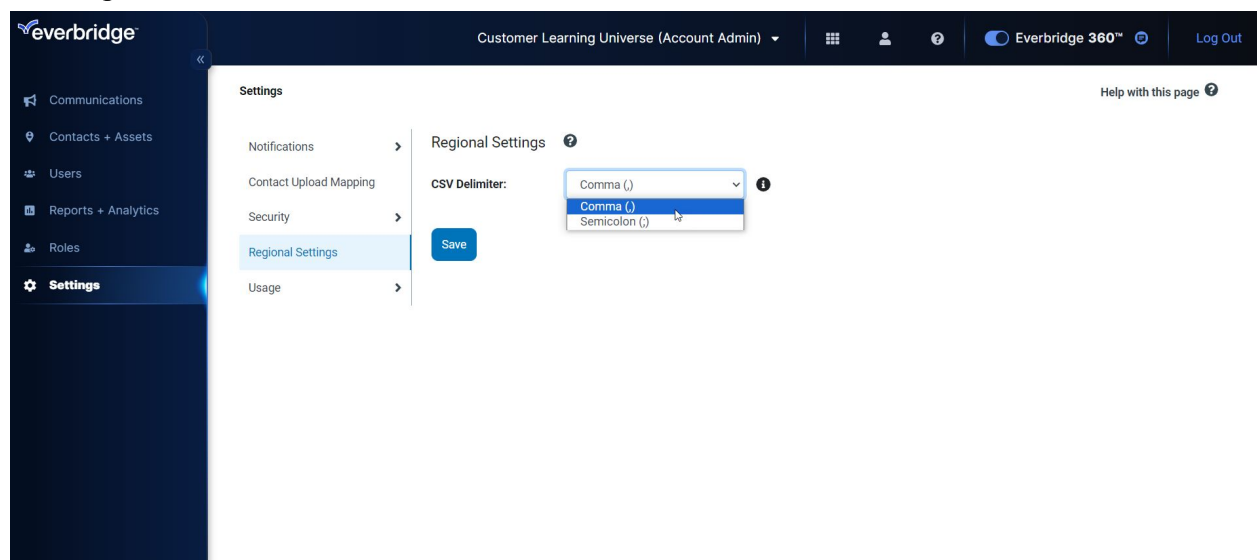 everbridge™
Customer Learning Universe (Account Admin)
Everbridge 360™
Log Out
«
Communications
Contacts + Assets
Users
Reports + Analytics
Roles
Settings
Settings
Help with this page
Notifications
Contact Upload Mapping
Security
Regional Settings
Usage
Regional Settings
CSV Delimiter:
Comma (,)
Comma (,)
Semicolon (;)
Save